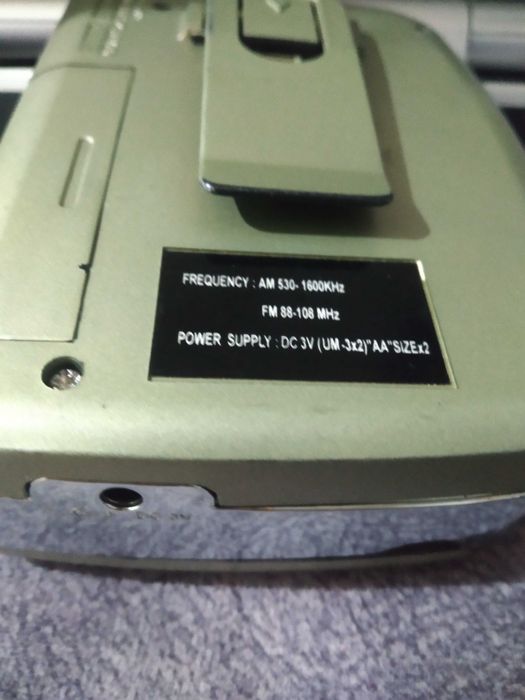 FREQUENCY : AM 530- 1600KHz
FM 88-108 MHz
POWER SUPPLY : DC 3V (UM -3x2)"AA"SIZEx2